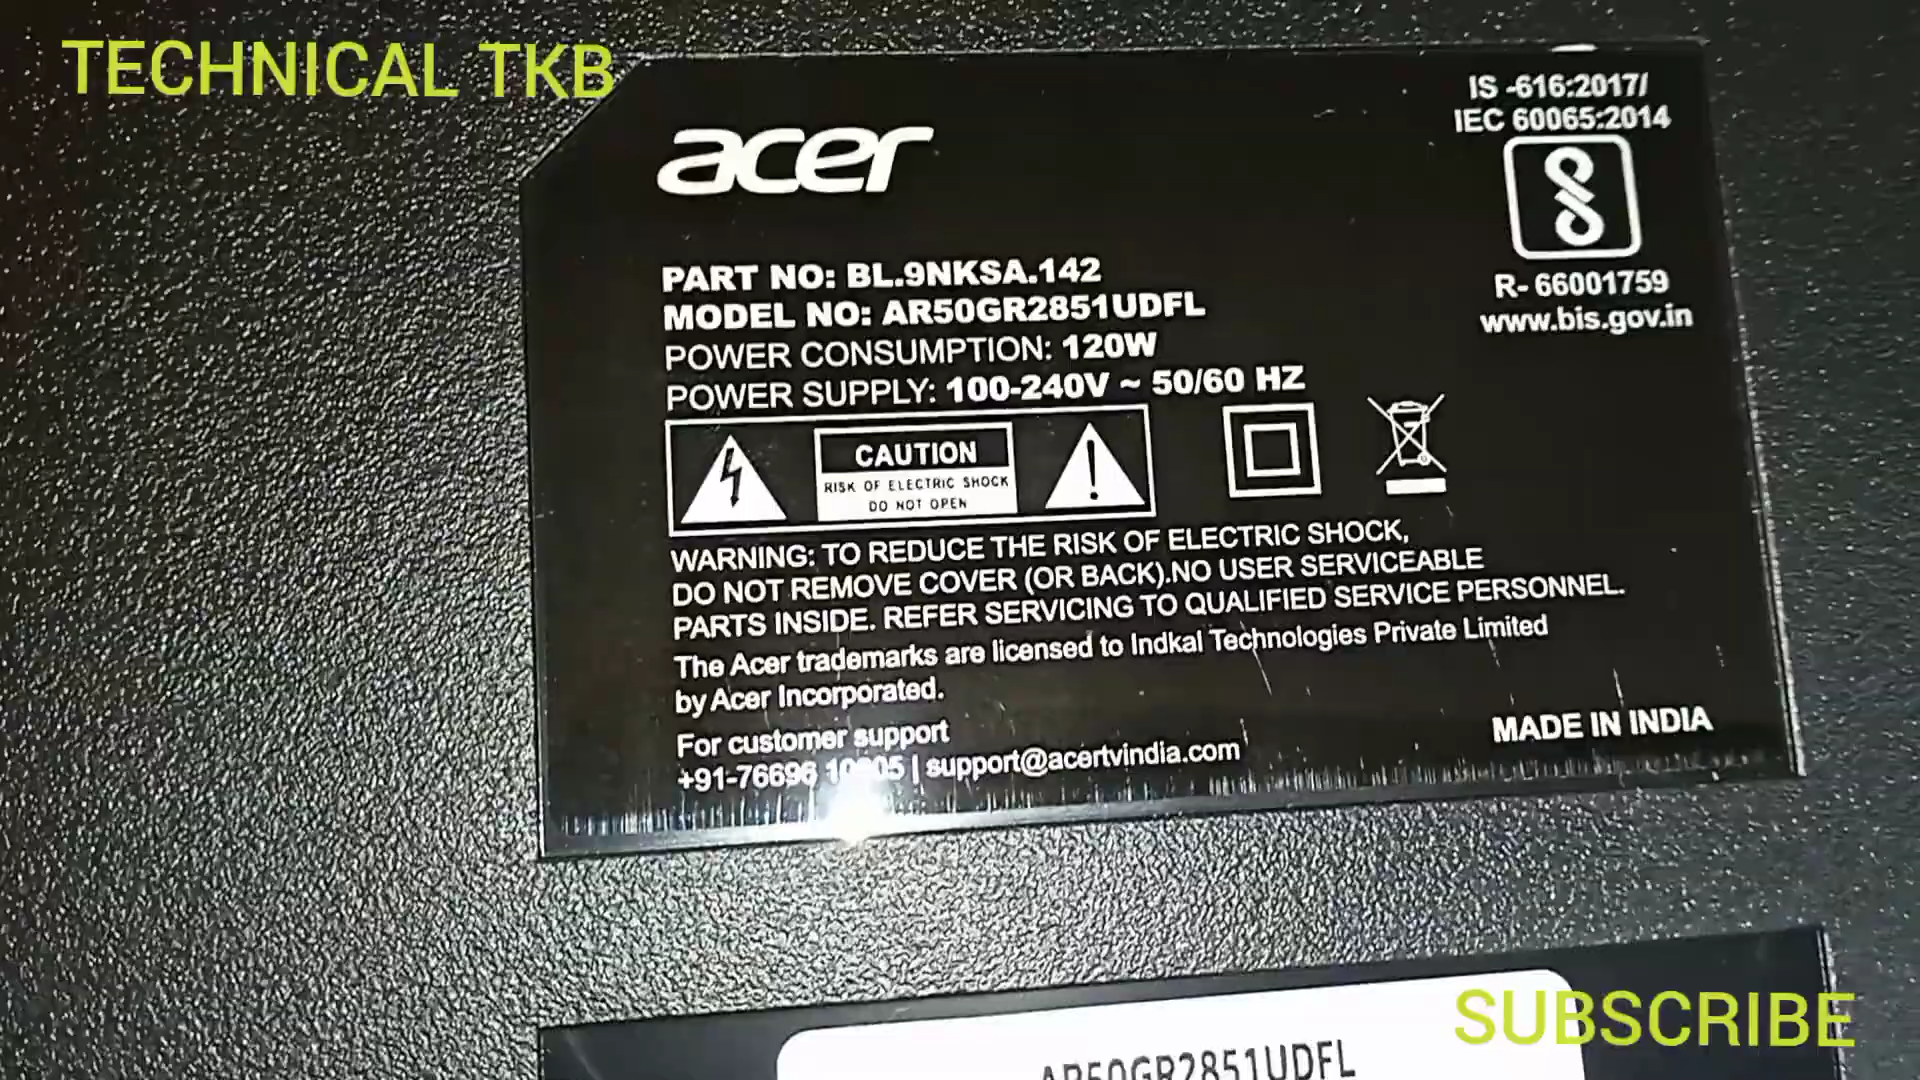 TECHNICAL TKB
acer
IS -616:2017/
IEC 60065:2014
R- 66001759
www.bis.gov.in
PART NO: BL.9NKSA.142
MODEL NO: AR50GR2851UDFL
POWER CONSUMPTION: 120W
POWER SUPPLY: 100-240V ~ 50/60 HZ
CAUTION
RISK OF ELECTRIC SHOCK
DO NOT OPEN
WARNING: TO REDUCE THE RISK OF ELECTRIC SHOCK,
DO NOT REMOVE COVER (OR BACK).NO USER SERVICEABLE
PARTS INSIDE. REFER SERVICING TO QUALIFIED SERVICE PERSONNEL.
The Acer trademarks are licensed to Indkal Technologies Private Limited
by Acer Incorporated.
For customer support
+91-76696 | support@acertvindia.com
MADE IN INDIA
AR50GR2851UDFL
SUBSCRIBE